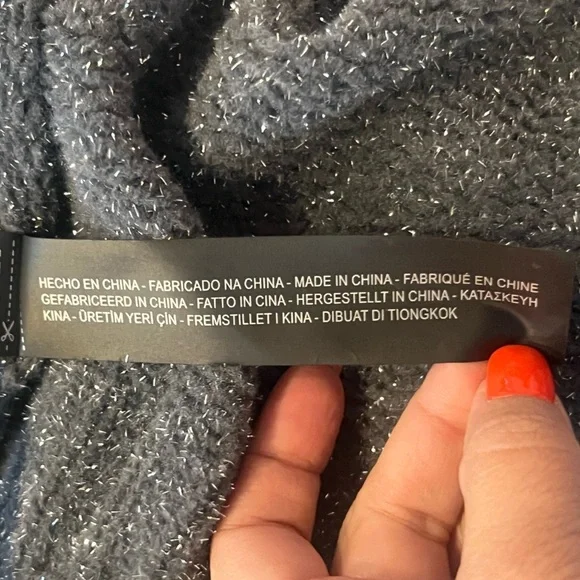 HECHO EN CHINA - FABRICADO NA CHINA - MADE IN CHINA - FABRIQUÉ EN CHINE
GEFABRICEERD IN CHINA - FATTO IN CINA - HERGESTELLT IN CHINA - ΚΑΤΑΣΚΕΥΗ
ΚΙΝΑ - ÜRETİM YERİ ÇİN - FREMSTILLET I KINA - DIBUAT DI TIONGKOK